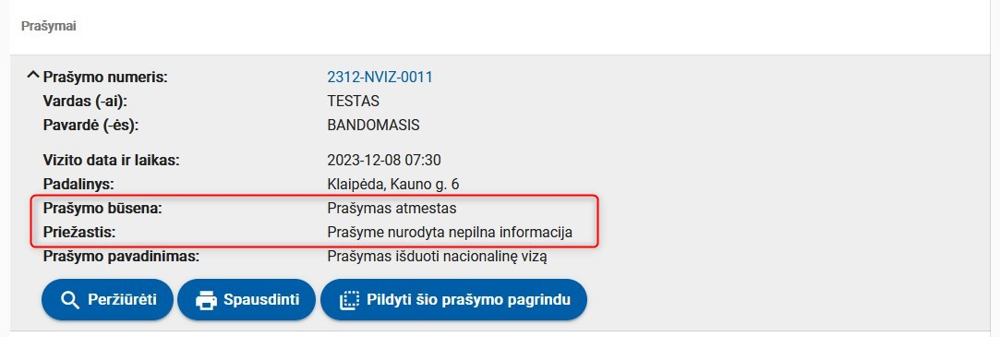 Prašymai
Prašymo numeris: 2312-NVIZ-0011
Vardas (-ai): TESTAS
Pavardė (-ės): BANDOMASIS
Vizito data ir laikas: 2023-12-08 07:30
Padalinys: Klaipėda, Kauno g. 6
Prašymo būsena: Prašymas atmestas
Priežastis: Prašyme nurodyta nepilna informacija
Prašymo pavadinimas: Prašymas išduoti nacionalinę vizą
Peržiūrėti Spausdinti Pildyti šio prašymo pagrindu